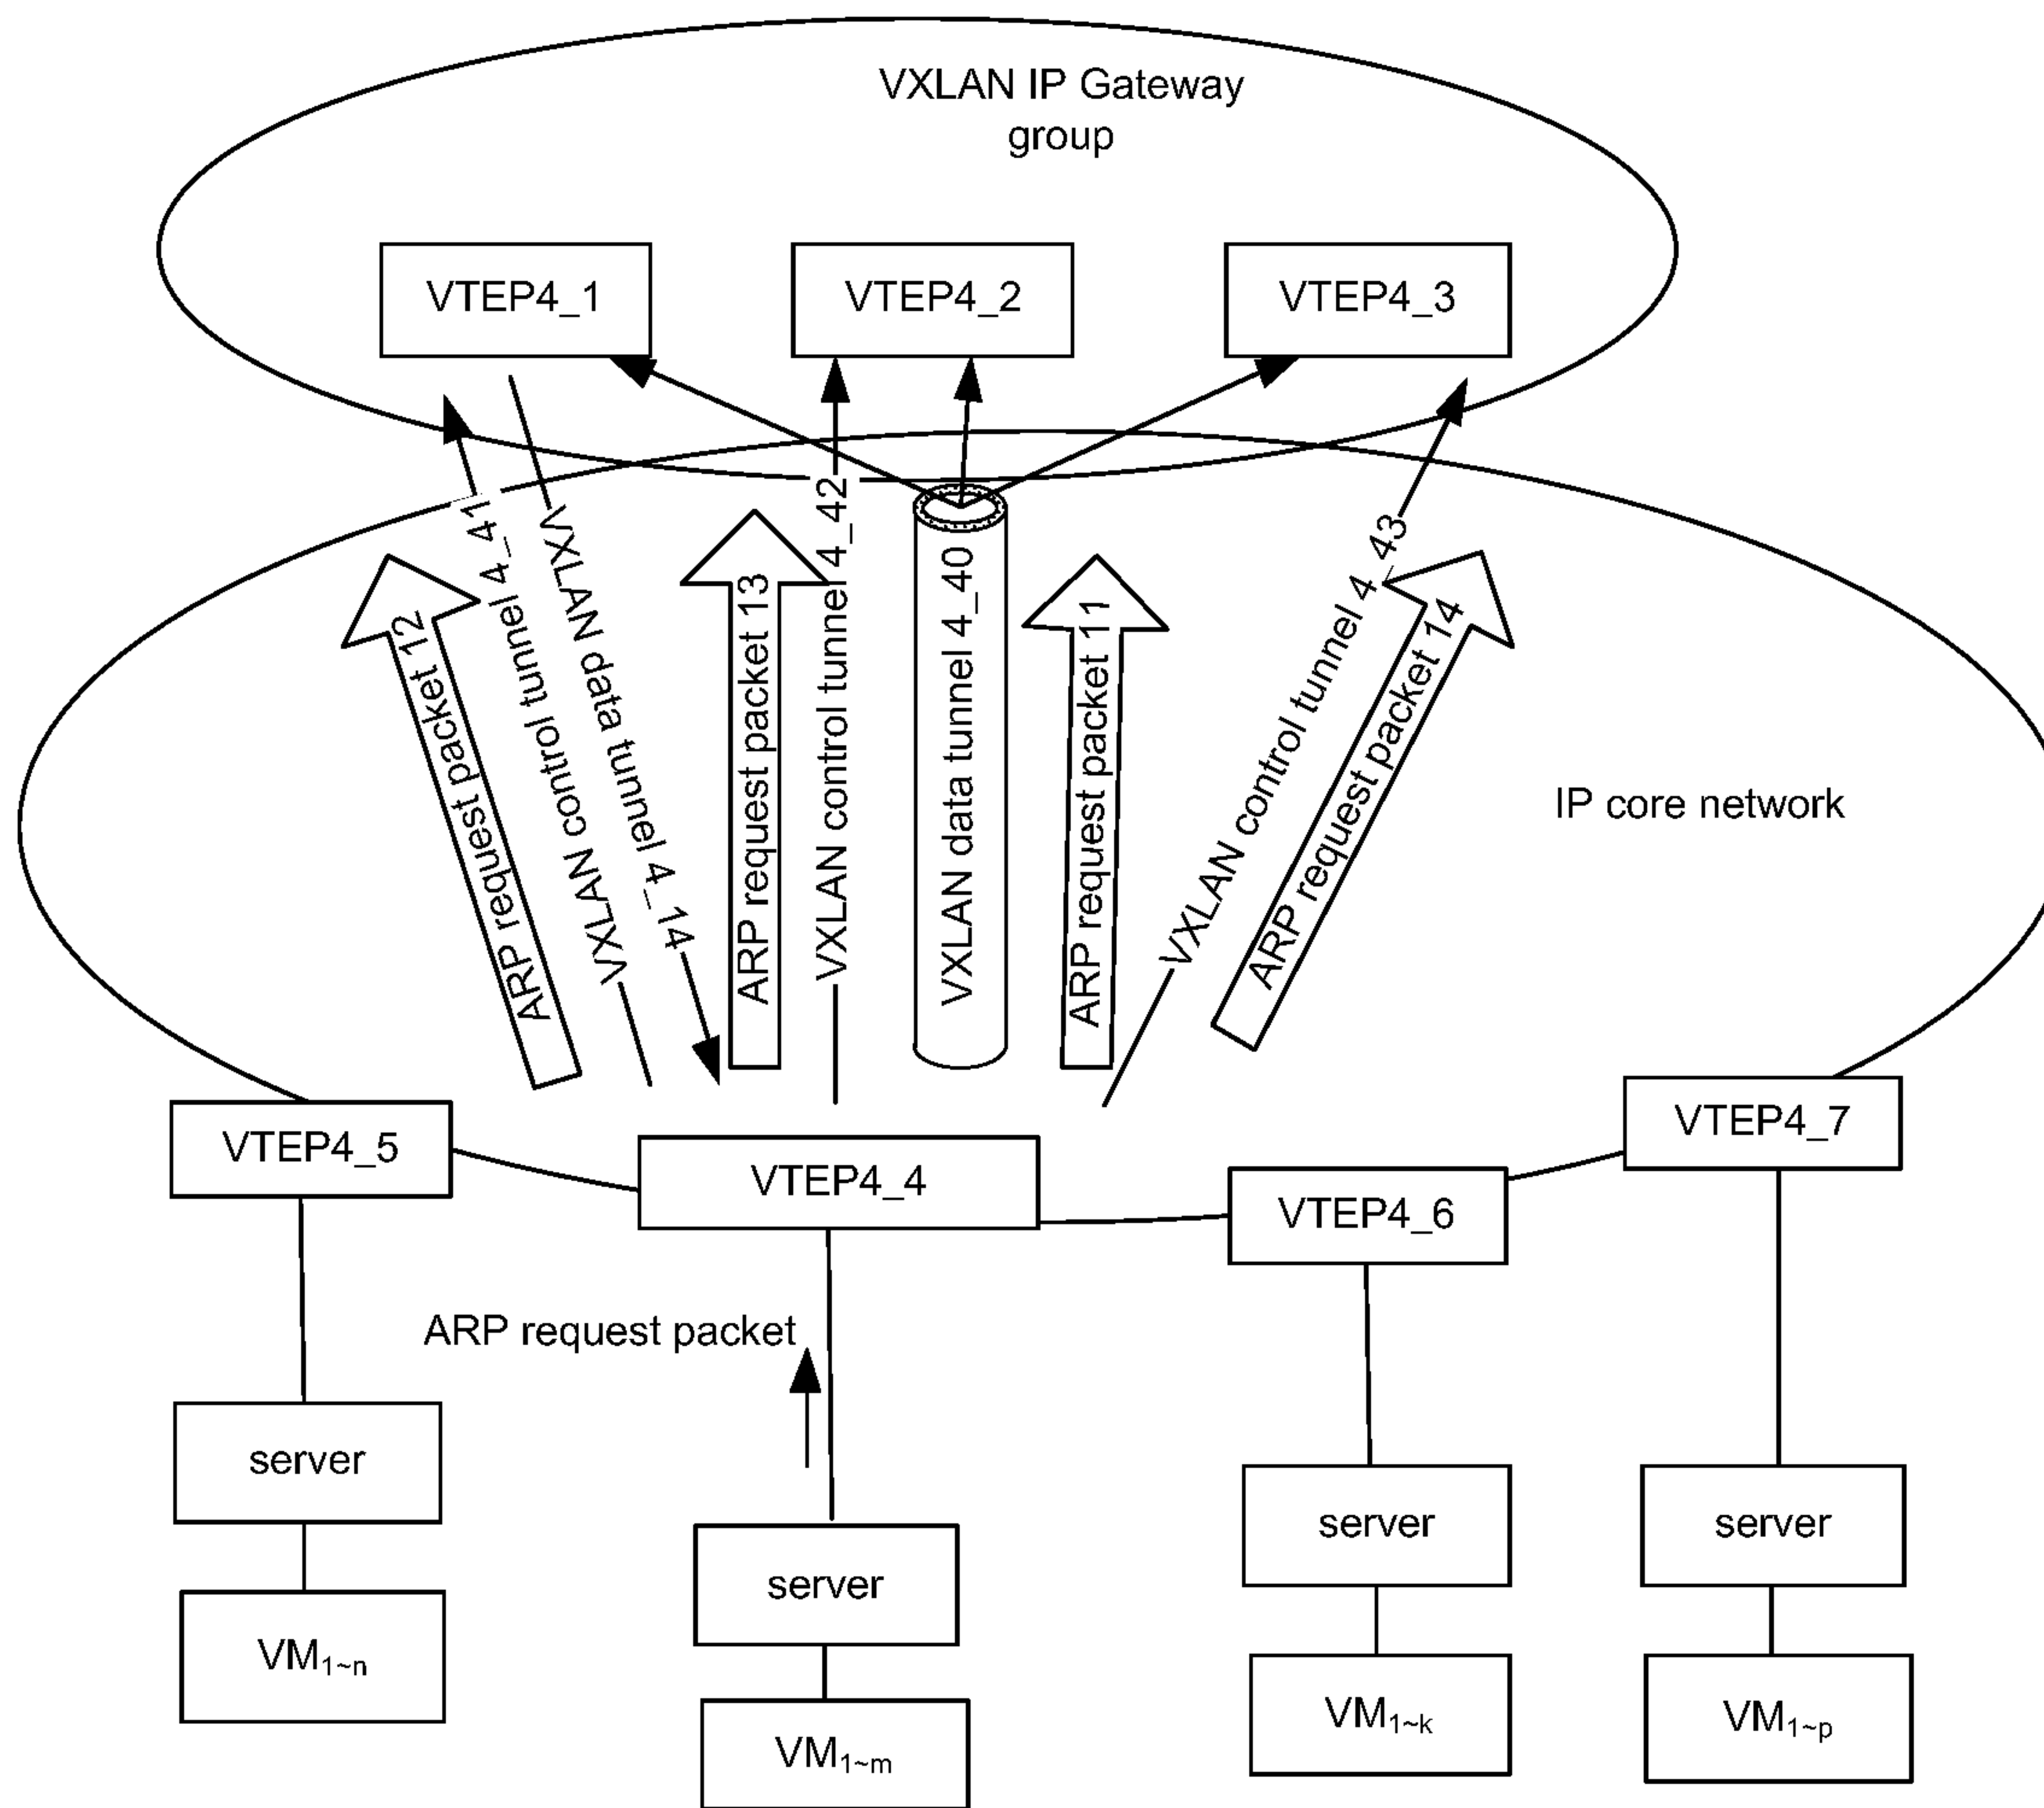 VXLAN IP Gateway
group
VTEP4_1
VTEP4_2
VTEP4_3
ARP request packet 12
VXLAN control tunnel 4_41
VXLAN data tunnel 4_14
ARP request packet 13
VXLAN control tunnel 4_42
VXLAN data tunnel 4_40
ARP request packet 11
VXLAN control tunnel 4_43
ARP request packet 14
IP core network
VTEP4_5
VTEP4_4
VTEP4_6
VTEP4_7
ARP request packet
server
server
server
server
VM1~n
VM1~m
VM1~k
VM1~p